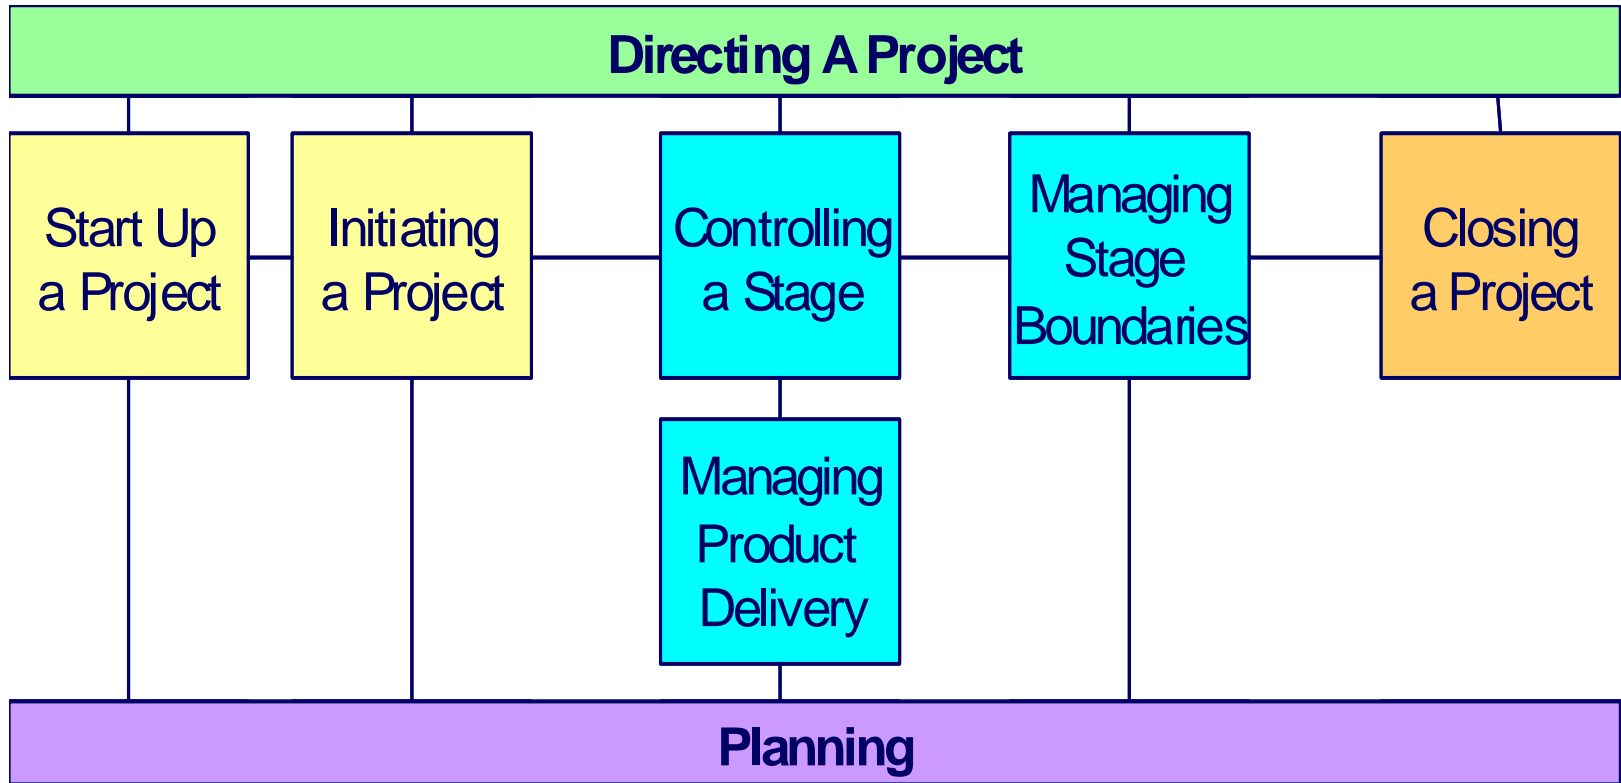 Directing A Project
Start Up
a Project
Initiating
a Project
Controlling
a Stage
Managing
Stage
Boundaries
Closing
a Project
Managing
Product
Delivery
Planning